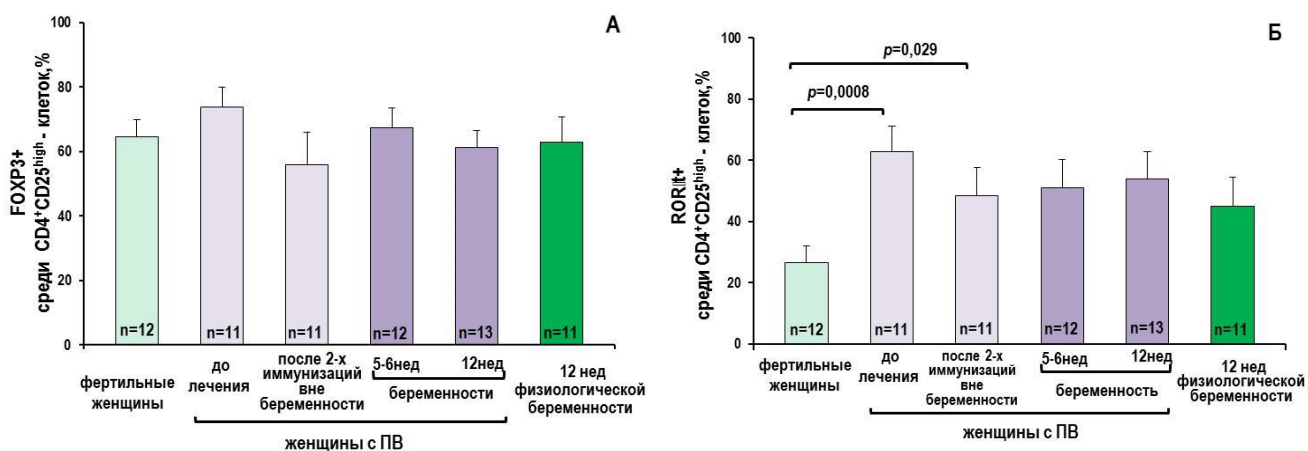 А
FOXP3+
среди CD4+CD25high - клеток,%
100
80
60
40
20
0
n=12
n=11
n=11
n=12
n=13
n=11
фертильные
женщины
до
лечения
после 2-х
иммунизаций
вне
беременности
5-6нед
12нед
беременности
12 нед
физиологической
беременности
женщины с ПВ
Б
ROR t+
среди CD4+CD25high - клеток,%
100
80
60
40
20
0
p=0,029
p=0,0008
n=12
n=11
n=11
n=12
n=13
n=11
фертильные
женщины
до
лечения
после 2-х
иммунизаций
вне
беременности
5-6нед
12нед
беременность
12 нед
физиологической
беременности
женщины с ПВ